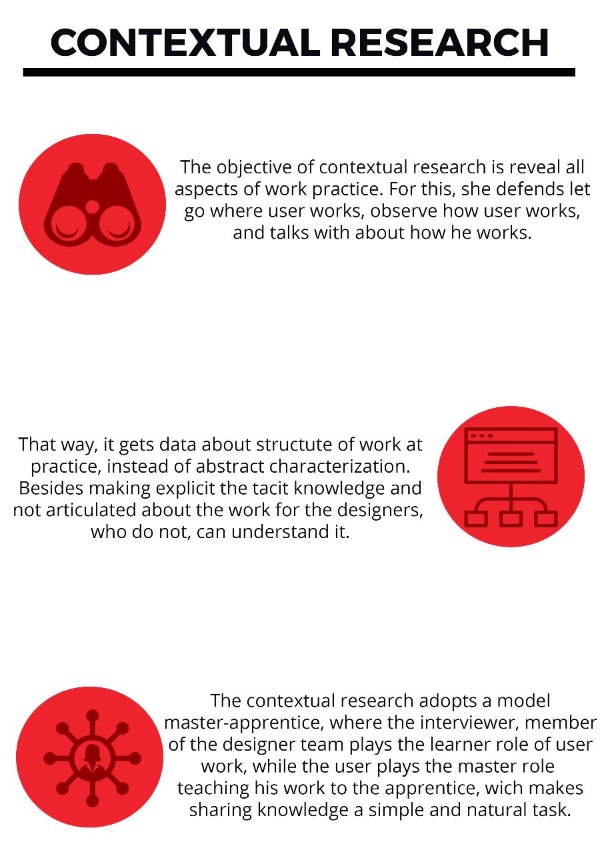 CONTEXTUAL RESEARCH
The objective of contextual research is reveal all
aspects of work practice. For this, she defends let
go where user works, observe how user works,
and talks with about how he works.
That way, it gets data about structute of work at
practice, instead of abstract characterization.
Besides making explicit the tacit knowledge and
not articulated about the work for the designers,
who do not, can understand it.
The contextual research adopts a model
master-apprentice, where the interviewer, member
of the designer team plays the learner role of user
work, while the user plays the master role
teaching his work to the apprentice, wich makes
sharing knowledge a simple and natural task.